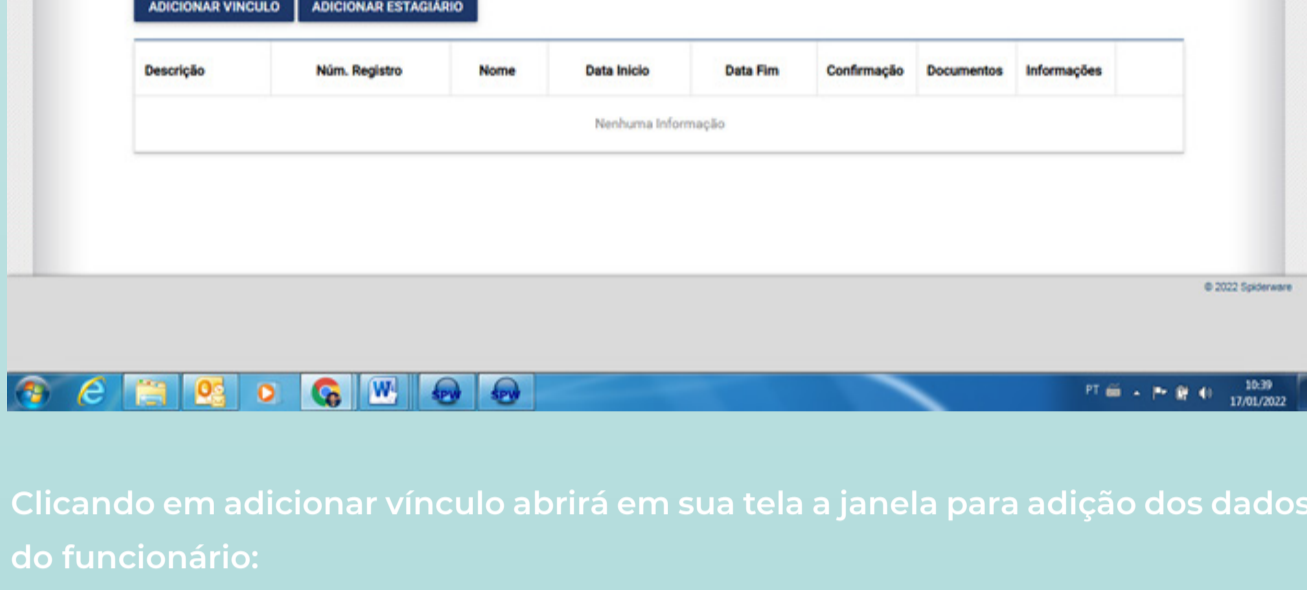 ADICIONAR VINCULO ADICIONAR ESTAGIÁRIO
Descrição Núm. Registro Nome Data Inicio Data Fim Confirmação Documentos Informações
Nenhuma Informação
© 2022 Spiderware
SPW SPW
PT 10:39
17/01/2022
Clicando em adicionar vínculo abrirá em sua tela a janela para adição dos dados
do funcionário: